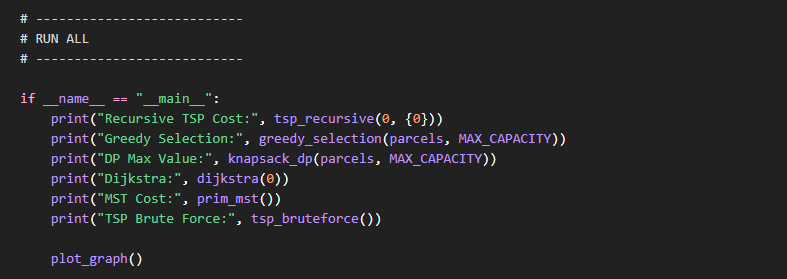 # ---------------------------
# RUN ALL
# ---------------------------

if __name__ == "__main__":
    print("Recursive TSP Cost:", tsp_recursive(0, {0}))
    print("Greedy Selection:", greedy_selection(parcels, MAX_CAPACITY))
    print("DP Max Value:", knapsack_dp(parcels, MAX_CAPACITY))
    print("Dijkstra:", dijkstra(0))
    print("MST Cost:", prim_mst())
    print("TSP Brute Force:", tsp_bruteforce())

    plot_graph()